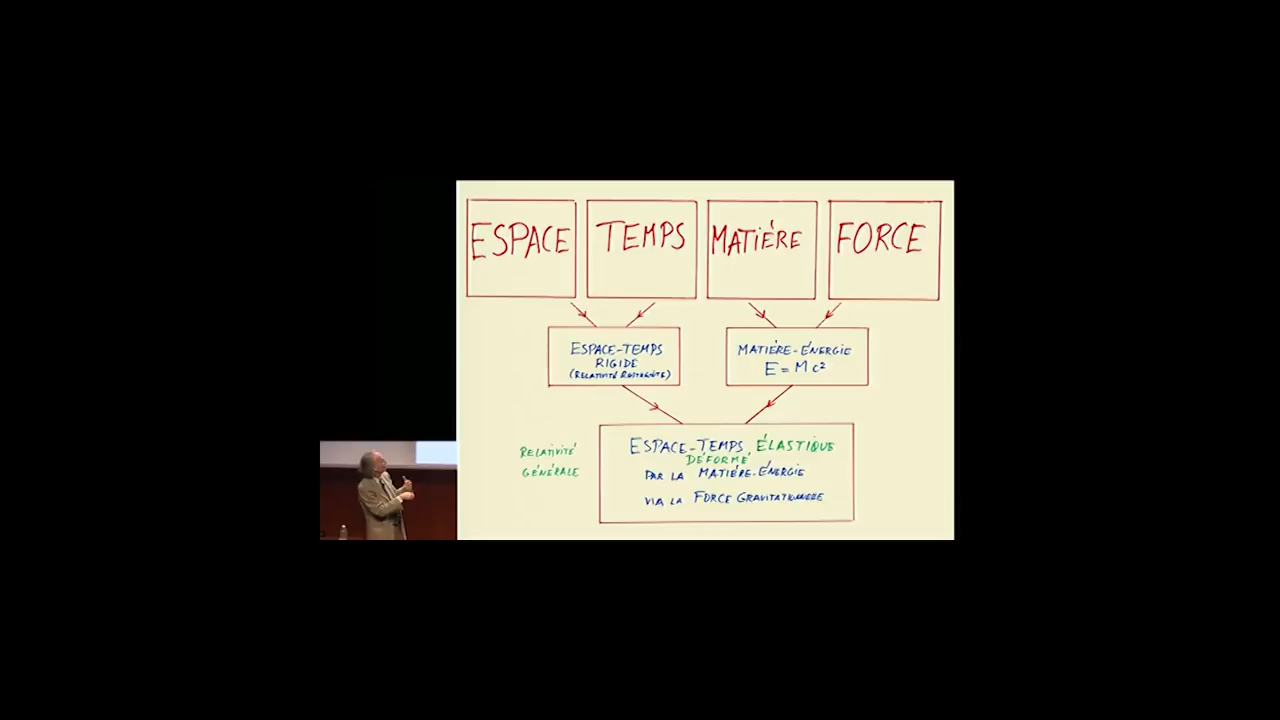 ESPACE
TEMPS
MATIÈRE
FORCE
ESPACE-TEMPS
RIGIDE
(RELATIVITÉ RESTREINTE)
MATIÈRE-ÉNERGIE
E = Mc²
RELATIVITÉ
GÉNÉRALE
ESPACE-TEMPS ÉLASTIQUE
DÉFORMÉ
PAR LA MATIÈRE-ÉNERGIE
VIA LA FORCE GRAVITATIONNELLE